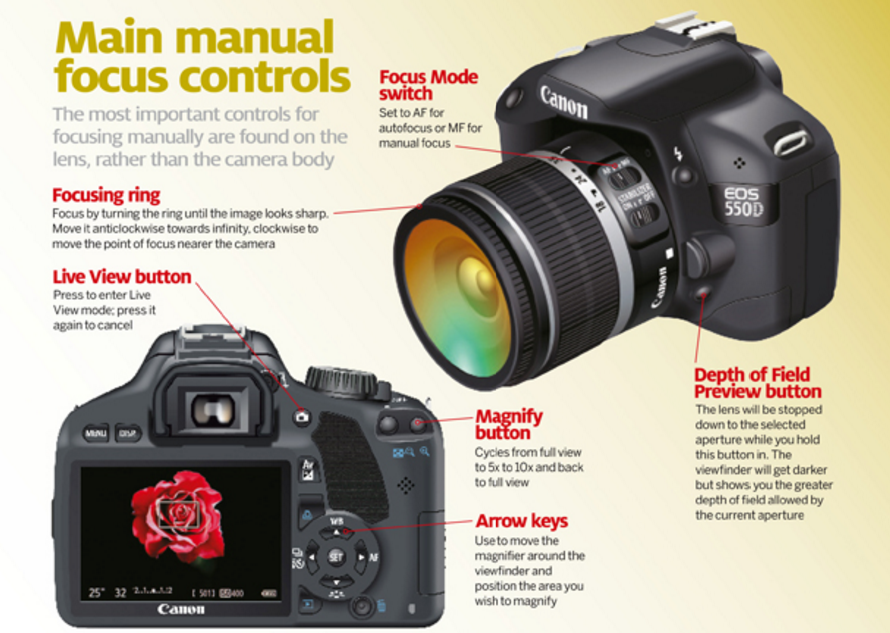 Main manual
focus controls
The most important controls for
focusing manually are found on the
lens, rather than the camera body
Focusing ring
Focus by turning the ring until the image looks sharp.
Move it anticlockwise towards infinity, clockwise to
move the point of focus nearer the camera
Live View button
Press to enter Live
View mode; press it
again to cancel
Focus Mode
switch
Set to AF for
autofocus or MF for
manual focus
Canon
STABILIZER
ON OFF
18
24
35
Canon
EOS
550D
Depth of Field
Preview button
The lens will be stopped
down to the selected
aperture while you hold
this button in. The
viewfinder will get darker
but shows you the greater
depth of field allowed by
the current aperture
Magnify
button
Cycles from full view
to 5x to 10x and back
to full view
Arrow keys
Use to move the
magnifier around the
viewfinder and
position the area you
wish to magnify
MENU
DISP.
Av
WB
SET
AF
25" 32
400
Canon